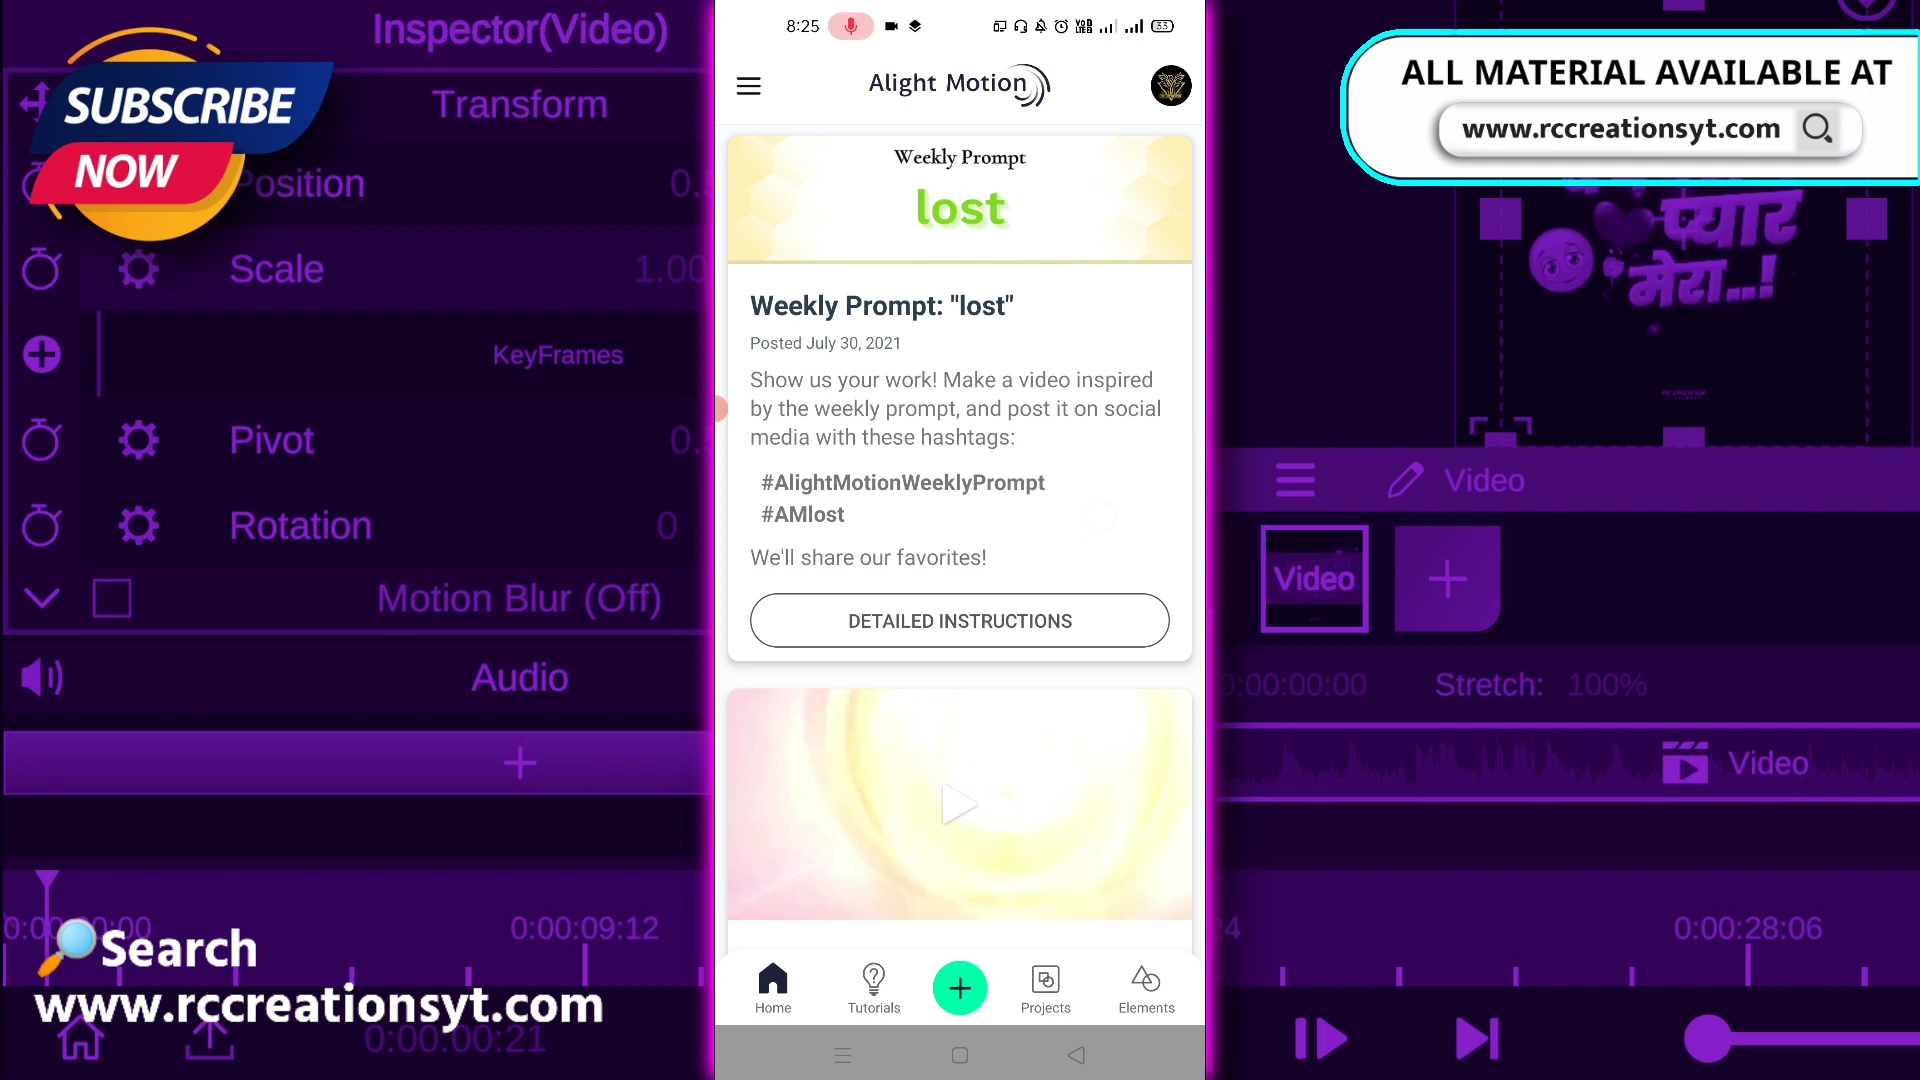 Inspector(Video)
SUBSCRIBE
NOW
Transform
Position
0.
Scale
1.00
KeyFrames
Pivot
0.
Rotation
0
Motion Blur (Off)
Audio
0:00:09:12
Search
www.rccreationsyt.com
0:00:00:21
8:25
33
Alight Motion
Weekly Prompt
lost
Weekly Prompt: "lost"
Posted July 30, 2021
Show us your work! Make a video inspired
by the weekly prompt, and post it on social
media with these hashtags:
#AlightMotionWeeklyPrompt
#AMlost
We'll share our favorites!
DETAILED INSTRUCTIONS
Home
Tutorials
Projects
Elements
ALL MATERIAL AVAILABLE AT
www.rccreationsyt.com
प्यार
मेरा...!
Video
Video
0:00:00:00
Stretch: 100%
Video
24
0:00:28:06